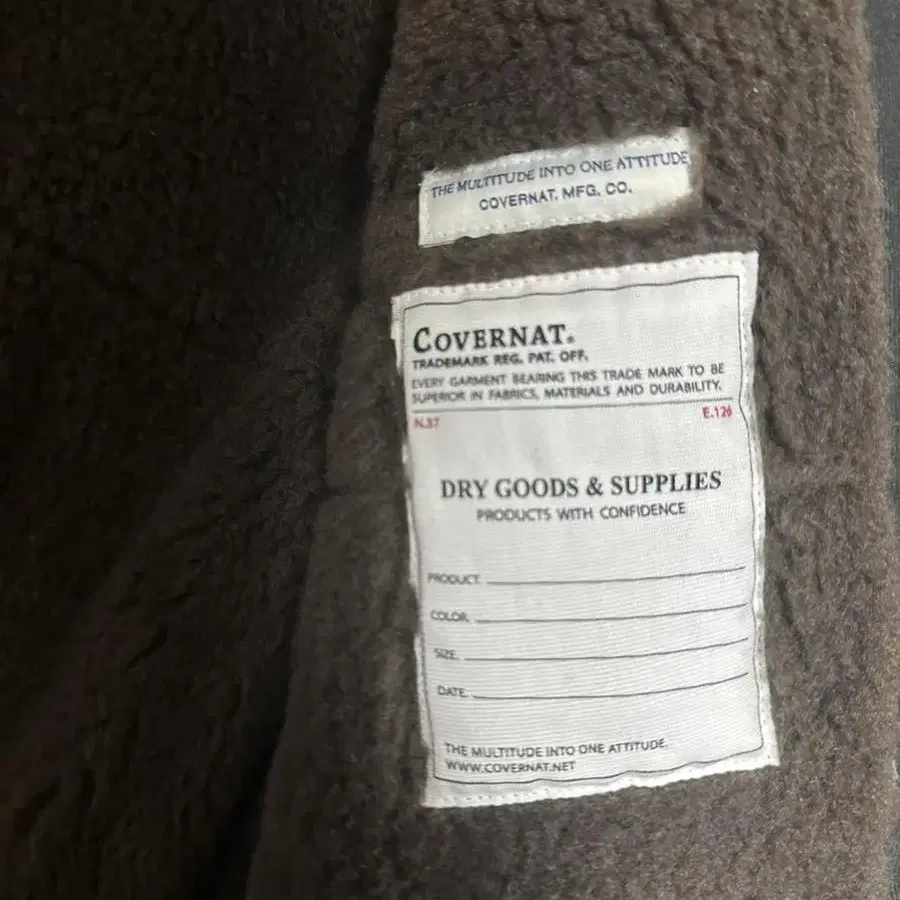 THE MULTITUDE INTO ONE ATTITUDE
COVERNAT. MFG. CO.
COVERNAT®
TRADEMARK REG. PAT. OFF.
EVERY GARMENT BEARING THIS TRADE MARK TO BE
SUPERIOR IN FABRICS, MATERIALS AND DURABILITY.
N.37 E.126
DRY GOODS & SUPPLIES
PRODUCTS WITH CONFIDENCE
PRODUCT.
COLOR.
SIZE.
DATE.
THE MULTITUDE INTO ONE ATTITUDE.
WWW.COVERNAT.NET